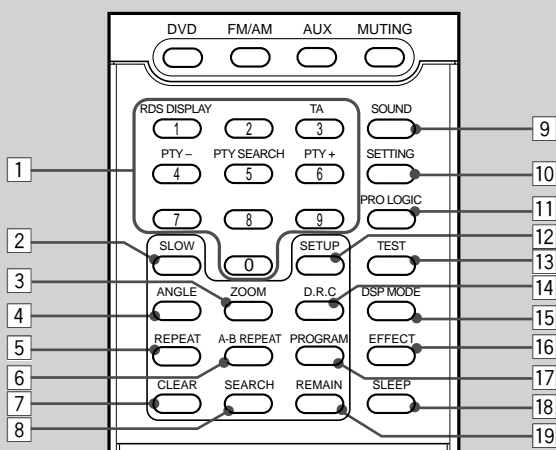 DVD FM/AM AUX MUTING
RDS DISPLAY TA SOUND
1 2 3 9
PTY – PTY SEARCH PTY + SETTING
1 4 5 6 10
PRO LOGIC
7 8 9 11
2 SLOW 0 SETUP TEST 12
13
3 ANGLE ZOOM D.R.C DSP MODE 14
4 15
5 REPEAT A-B REPEAT PROGRAM EFFECT 16
6 17
7 CLEAR SEARCH REMAIN SLEEP 18
8 19